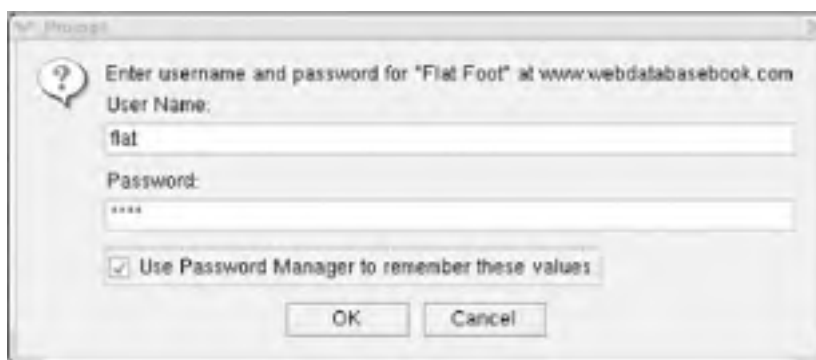 Prompt
?
Enter username and password for "Flat Foot" at www.webdatabasebook.com
User Name:
flat
Password:
****
Use Password Manager to remember these values
OK Cancel